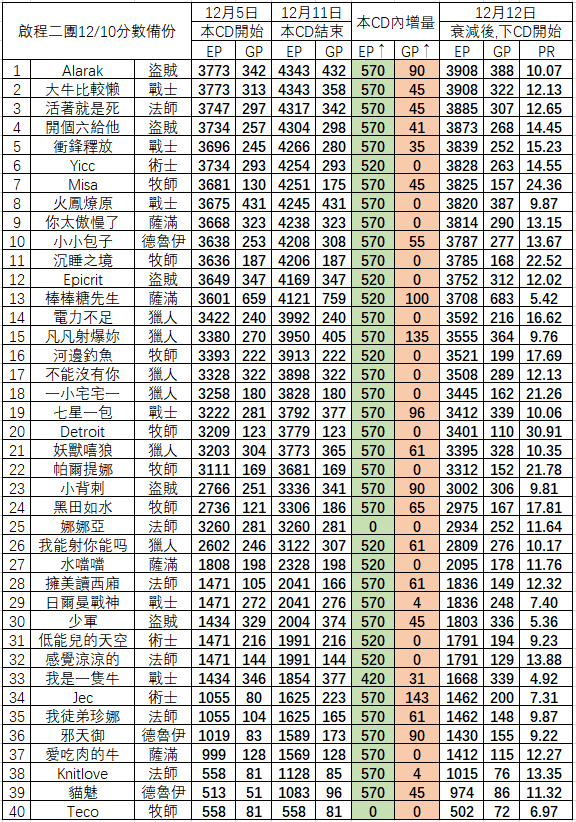 啟程二團12/10分數備份 12月5日 12月11日 本CD內增量 12月12日
本CD開始 本CD結束 衰減後,下CD開始
EP GP EP GP EP↑ GP↑ EP GP PR
1 Alarak 盜賊 3773 342 4343 432 570 90 3908 388 10.07
2 大牛比較懶 戰士 3773 313 4343 358 570 45 3908 322 12.13
3 活著就是死 法師 3747 297 4317 342 570 45 3885 307 12.65
4 開個六給他 盜賊 3734 257 4304 298 570 41 3873 268 14.45
5 衝鋒釋放 戰士 3696 245 4266 280 570 35 3839 252 15.23
6 Yicc 術士 3734 293 4254 293 520 0 3828 263 14.55
7 Misa 牧師 3681 130 4251 175 570 45 3825 157 24.36
8 火鳳燎原 戰士 3675 431 4245 431 570 0 3820 387 9.87
9 你太傲慢了 薩滿 3668 323 4238 323 570 0 3814 290 13.15
10 小小包子 德魯伊 3638 253 4208 308 570 55 3787 277 13.67
11 沉睡之境 牧師 3636 187 4206 187 570 0 3785 168 22.52
12 Epicrit 盜賊 3649 347 4169 347 520 0 3752 312 12.02
13 棒棒糖先生 薩滿 3601 659 4121 759 520 100 3708 683 5.42
14 電力不足 獵人 3422 240 3992 240 570 0 3592 216 16.62
15 凡凡射爆妳 獵人 3380 270 3950 405 570 135 3555 364 9.76
16 河邊釣魚 牧師 3393 222 3913 222 520 0 3521 199 17.69
17 不能沒有你 獵人 3328 322 3898 322 570 0 3508 289 12.13
18 一小宅宅一 獵人 3258 180 3828 180 570 0 3445 162 21.26
19 七星一包 戰士 3222 281 3792 377 570 96 3412 339 10.06
20 Detroit 牧師 3209 123 3779 123 570 0 3401 110 30.91
21 妖獸嘻狼 獵人 3203 304 3773 365 570 61 3395 328 10.35
22 帕爾提娜 牧師 3111 169 3681 169 570 0 3312 152 21.78
23 小背刺 盜賊 2766 251 3336 341 570 90 3002 306 9.81
24 黑田如水 牧師 2736 121 3306 186 570 65 2975 167 17.81
25 娜娜亞 法師 3260 281 3260 281 0 0 2934 252 11.64
26 我能射你能吗 獵人 2602 246 3122 307 520 61 2809 276 10.17
27 水噹噹 薩滿 1808 198 2328 198 520 0 2095 178 11.76
28 擁美讀西廂 法師 1471 105 2041 166 570 61 1836 149 12.32
29 日爾曼戰神 戰士 1471 272 2041 276 570 4 1836 248 7.40
30 少軍 盜賊 1434 329 2004 374 570 45 1803 336 5.36
31 低能兒的天空 術士 1471 216 1991 216 520 0 1791 194 9.23
32 感覺涼涼的 法師 1471 144 1991 144 520 0 1791 129 13.88
33 我是一隻牛 戰士 1434 346 1854 377 420 31 1668 339 4.92
34 Jec 術士 1055 80 1625 223 570 143 1462 200 7.31
35 我徒弟珍娜 法師 1055 104 1625 165 570 61 1462 148 9.87
36 邪天御 德魯伊 1019 83 1589 173 570 90 1430 155 9.22
37 愛吃肉的牛 薩滿 999 128 1569 128 570 0 1412 115 12.27
38 Knitlove 法師 558 81 1128 85 570 4 1015 76 13.35
39 貓魅 德魯伊 513 51 1083 96 570 45 974 86 11.32
40 Teco 牧師 558 81 558 81 0 0 502 72 6.97